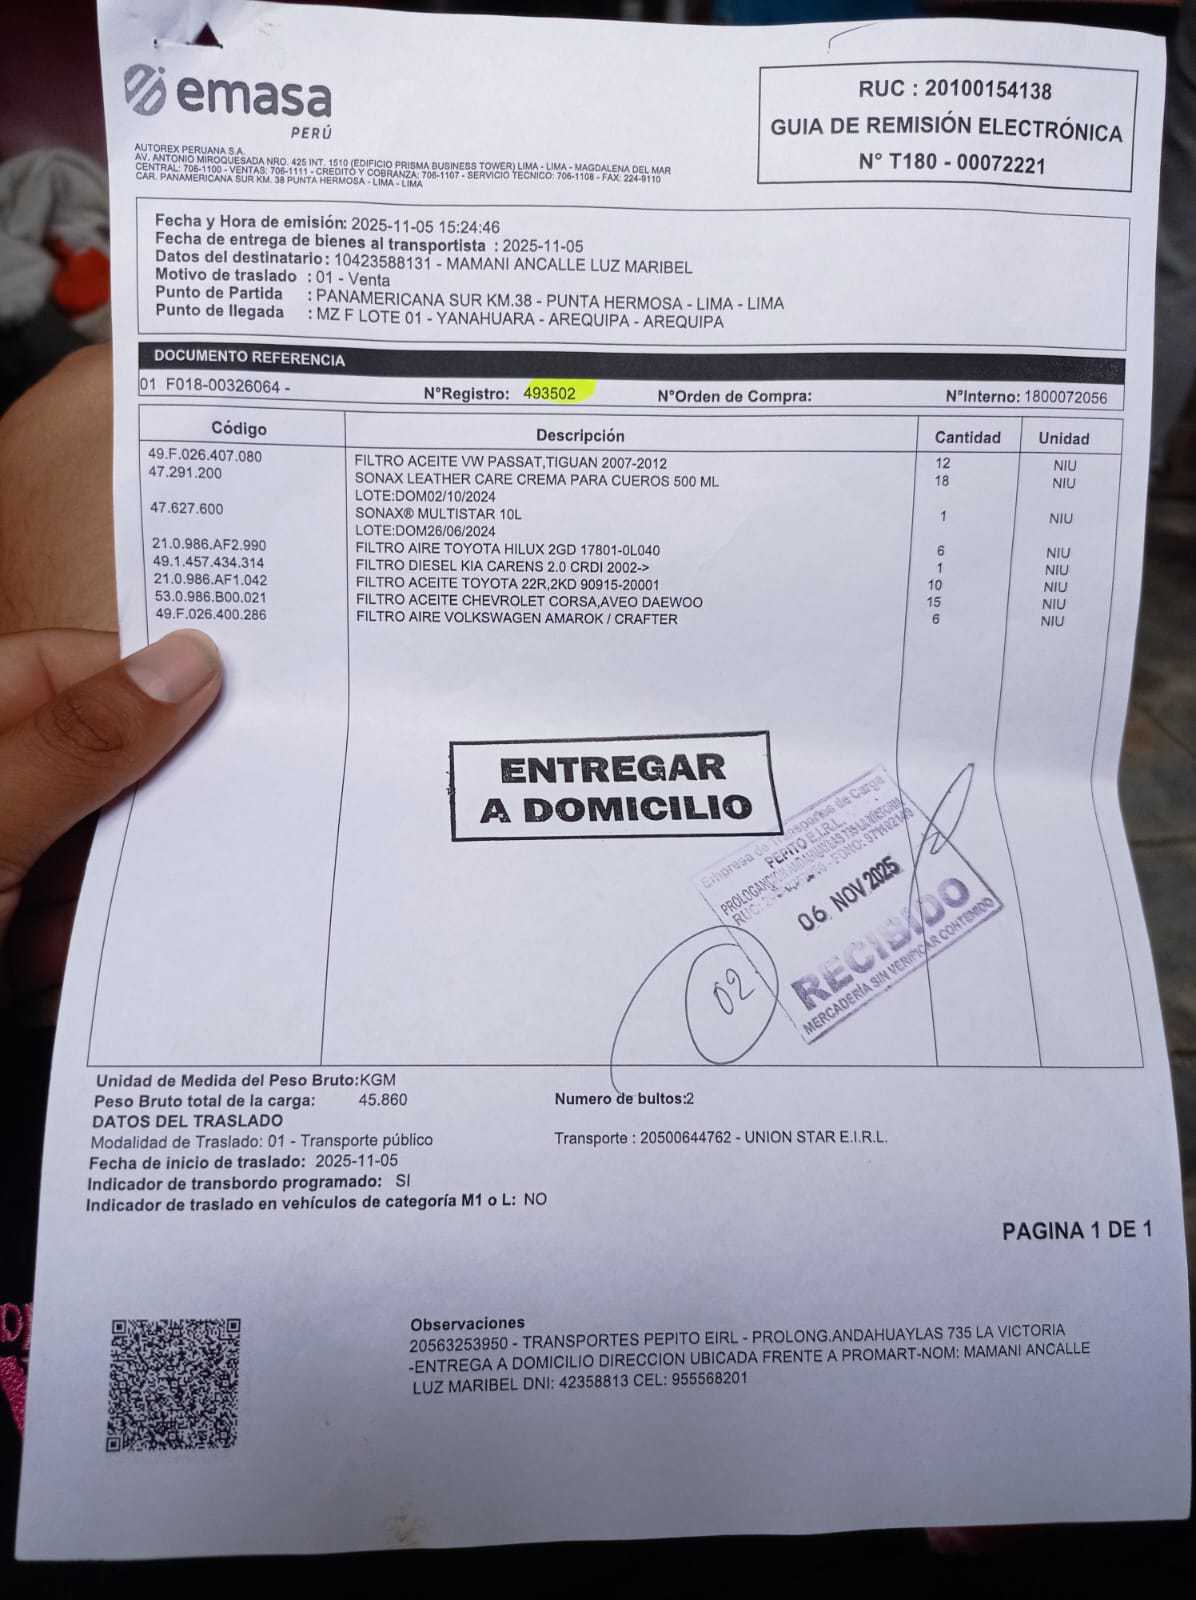 emasa
PERÚ
RUC : 20100154138
GUIA DE REMISIÓN ELECTRÓNICA
N° T180 - 00072221
AUTOREX PERUANA S.A.
AV. ANTONIO MIROQUESADA NRO. 425 INT. 1510 (EDIFICIO PRISMA BUSINESS TOWER) LIMA - LIMA - MAGDALENA DEL MAR
CENTRAL: 706-1100 - VENTAS: 706-1111 - CREDITO Y COBRANZA: 706-1107 - SERVICIO TECNICO: 706-1108 - FAX: 224-9110
CAR. PANAMERICANA SUR KM. 38 PUNTA HERMOSA - LIMA - LIMA
Fecha y Hora de emisión: 2025-11-05 15:24:46
Fecha de entrega de bienes al transportista : 2025-11-05
Datos del destinatario : 10423588131 - MAMANI ANCALLE LUZ MARIBEL
Motivo de traslado : 01 - Venta
Punto de Partida : PANAMERICANA SUR KM.38 - PUNTA HERMOSA - LIMA - LIMA
Punto de llegada : MZ F LOTE 01 - YANAHUARA - AREQUIPA - AREQUIPA
DOCUMENTO REFERENCIA
01 F018-00326064 - N°Registro: 493502 N°Orden de Compra: N°Interno: 1800072056
Código Descripción Cantidad Unidad
49.F.026.407.080 FILTRO ACEITE VW PASSAT,TIGUAN 2007-2012 12 NIU
47.291.200 SONAX LEATHER CARE CREMA PARA CUEROS 500 ML 18 NIU
LOTE:DOM02/10/2024
47.627.600 SONAX® MULTISTAR 10L 1 NIU
LOTE:DOM26/06/2024
21.0.986.AF2.990 FILTRO AIRE TOYOTA HILUX 2GD 17801-0L040 6 NIU
49.1.457.434.314 FILTRO DIESEL KIA CARENS 2.0 CRDI 2002-> 1 NIU
21.0.986.AF1.042 FILTRO ACEITE TOYOTA 22R,2KD 90915-20001 10 NIU
53.0.986.B00.021 FILTRO ACEITE CHEVROLET CORSA,AVEO DAEWOO 15 NIU
49.F.026.400.286 FILTRO AIRE VOLKSWAGEN AMAROK / CRAFTER 6 NIU
ENTREGAR
A DOMICILIO
Empresa de Transportes de Carga
PEPITO E.I.R.L.
06 NOV 2025
RECIBIDO
MERCADERÍA SIN VERIFICAR CONTENIDO
02
Unidad de Medida del Peso Bruto:KGM
Peso Bruto total de la carga: 45.860 Numero de bultos:2
DATOS DEL TRASLADO
Modalidad de Traslado: 01 - Transporte público Transporte : 20500644762 - UNION STAR E.I.R.L.
Fecha de inicio de traslado: 2025-11-05
Indicador de transbordo programado: SI
Indicador de traslado en vehículos de categoría M1 o L: NO
PAGINA 1 DE 1
Observaciones
20563253950 - TRANSPORTES PEPITO EIRL - PROLONG.ANDAHUAYLAS 735 LA VICTORIA
-ENTREGA A DOMICILIO DIRECCION UBICADA FRENTE A PROMART-NOM: MAMANI ANCALLE
LUZ MARIBEL DNI: 42358813 CEL: 955568201